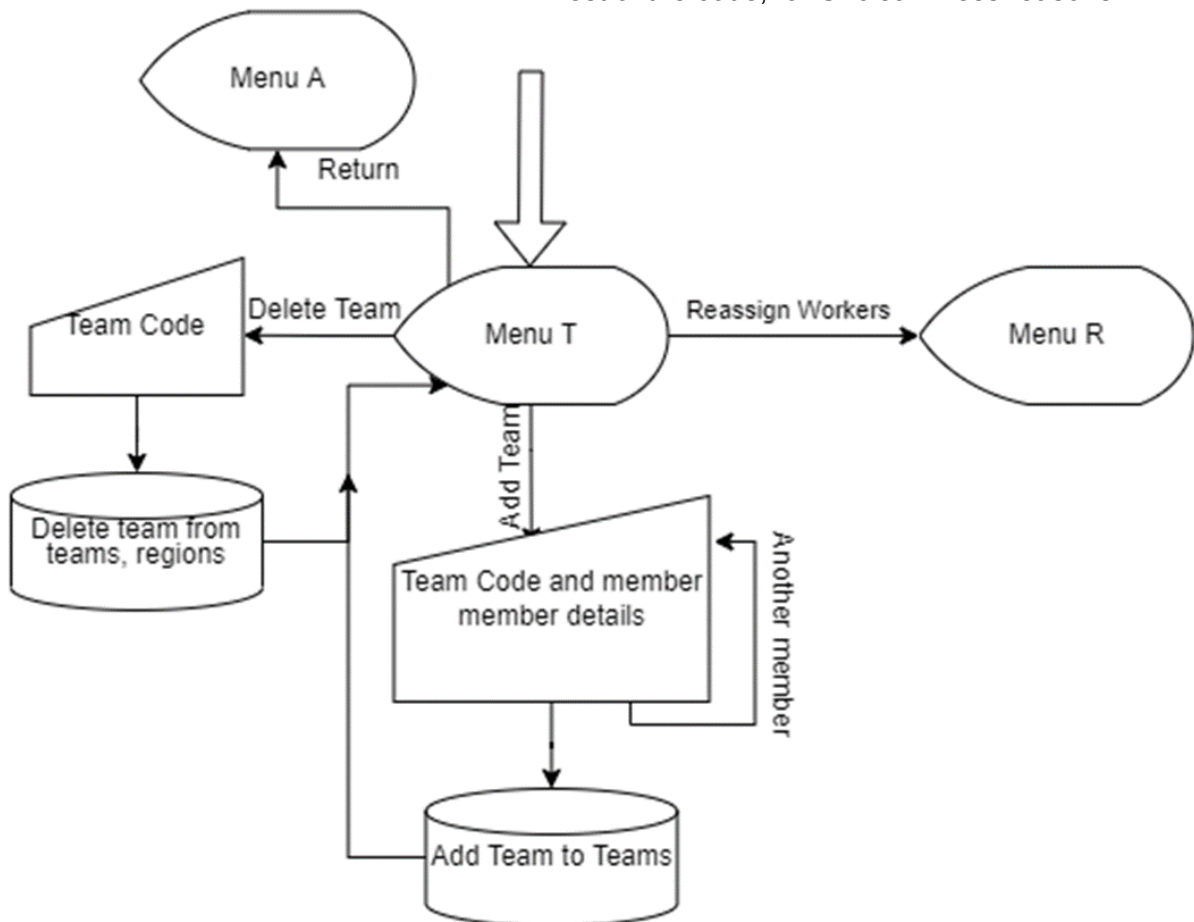 Menu A
Return
Delete Team
Team Code
Menu T
Reassign Workers
Menu R
Add Team
Delete team from
teams, regions
Team Code and member
member details
Another member
Add Team to Teams